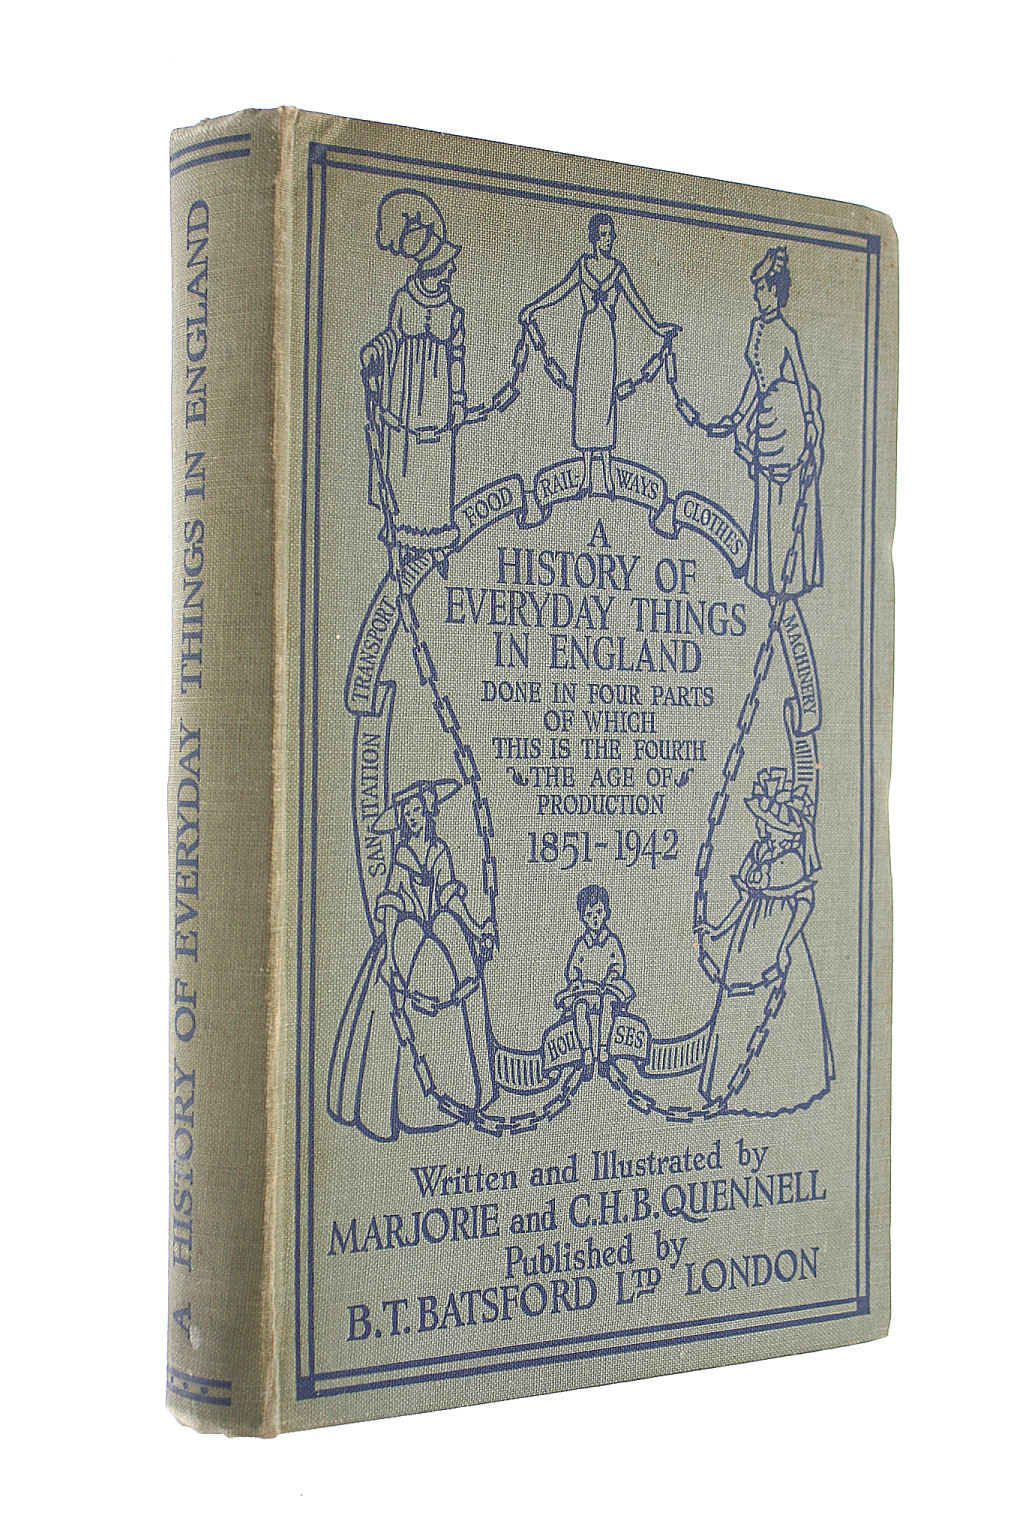 A HISTORY OF EVERYDAY THINGS IN ENGLAND
FOOD
RAIL-
WAYS
CLOTHES
TRANSPORT
MACHINERY
SANITATION
A
HISTORY OF
EVERYDAY THINGS
IN ENGLAND
DONE IN FOUR PARTS
OF WHICH
THIS IS THE FOURTH
THE AGE OF
PRODUCTION
1851-1942
HOU
SES
Written and Illustrated by
MARJORIE and C.H.B. QUENNELL
Published by
B.T. BATSFORD LTD LONDON